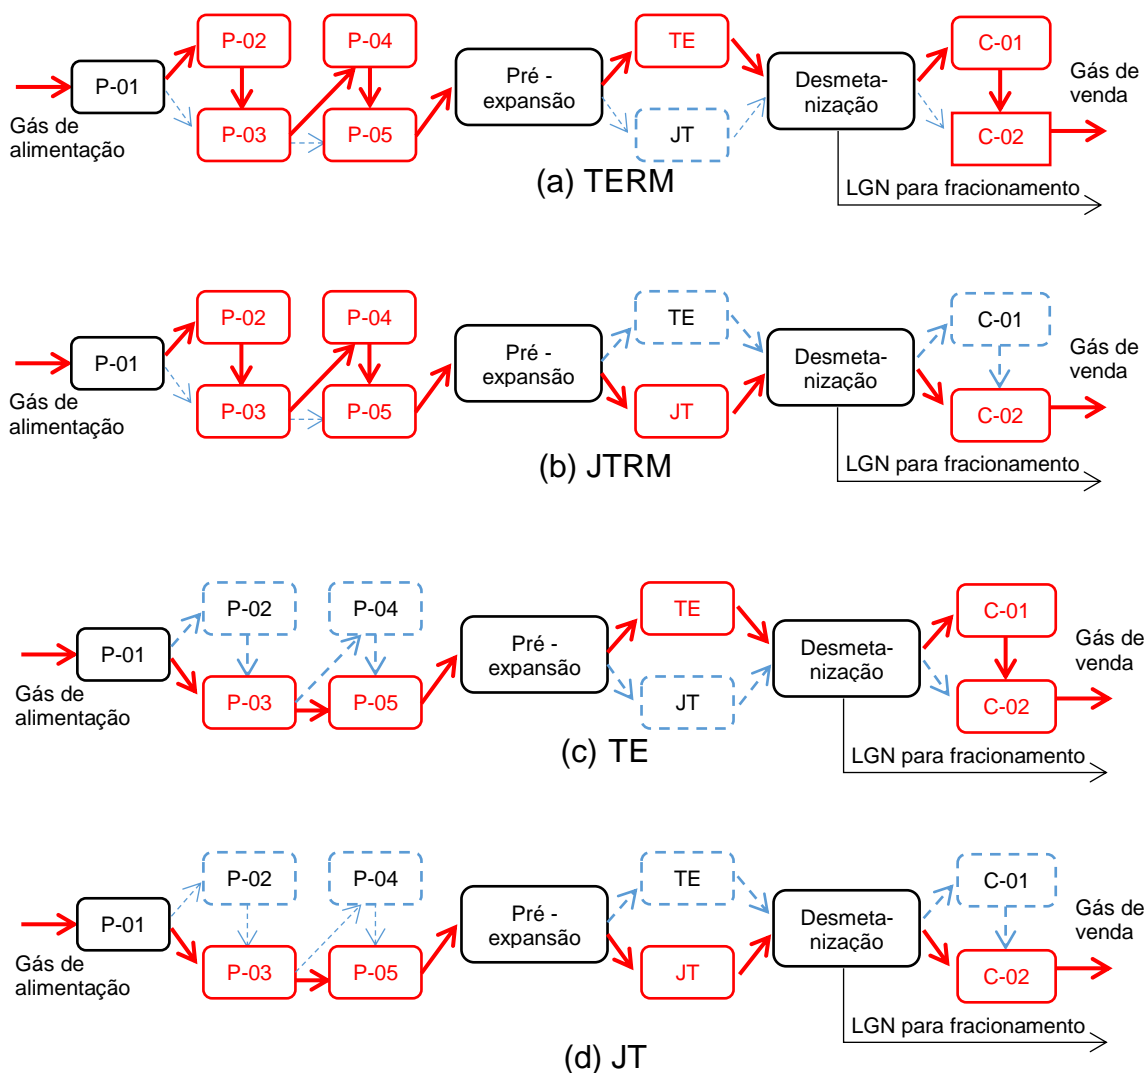 P-02
P-04
TE
C-01
P-01
Pré -
expansão
Desmeta-
nização
Gás de
venda
Gás de
alimentação
P-03
P-05
JT
C-02
(a) TERM
LGN para fracionamento
P-02
P-04
TE
C-01
P-01
Pré -
expansão
Desmeta-
nização
Gás de
venda
Gás de
alimentação
P-03
P-05
JT
C-02
(b) JTRM
LGN para fracionamento
P-02
P-04
TE
C-01
P-01
Pré -
expansão
Desmeta-
nização
Gás de
venda
Gás de
alimentação
P-03
P-05
JT
C-02
(c) TE
LGN para fracionamento
P-02
P-04
TE
C-01
P-01
Pré -
expansão
Desmeta-
nização
Gás de
venda
Gás de
alimentação
P-03
P-05
JT
C-02
LGN para fracionamento
(d) JT